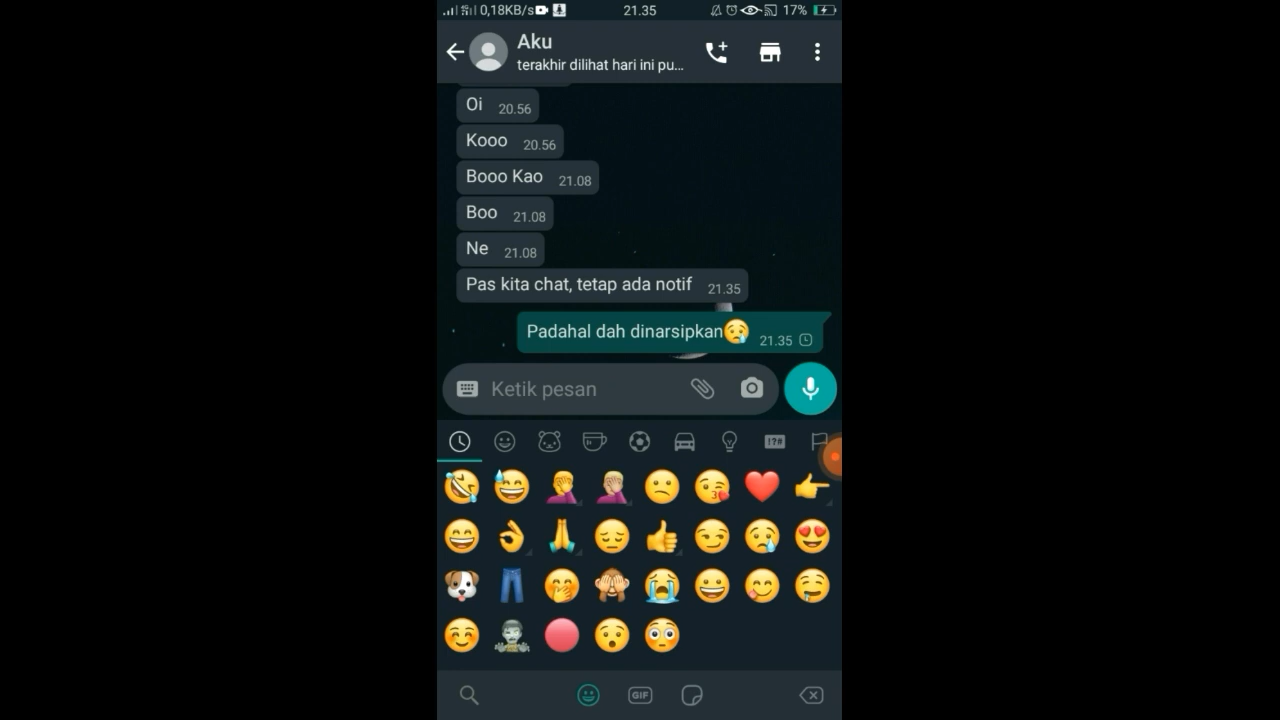 0,18KB/s 21.35 17%
Aku
terakhir dilihat hari ini pu...
Oi 20.56
Kooo 20.56
Booo Kao 21.08
Boo 21.08
Ne 21.08
Pas kita chat, tetap ada notif 21.35
Padahal dah dinarsipkan😢 21.35
Ketik pesan
!?#
GIF